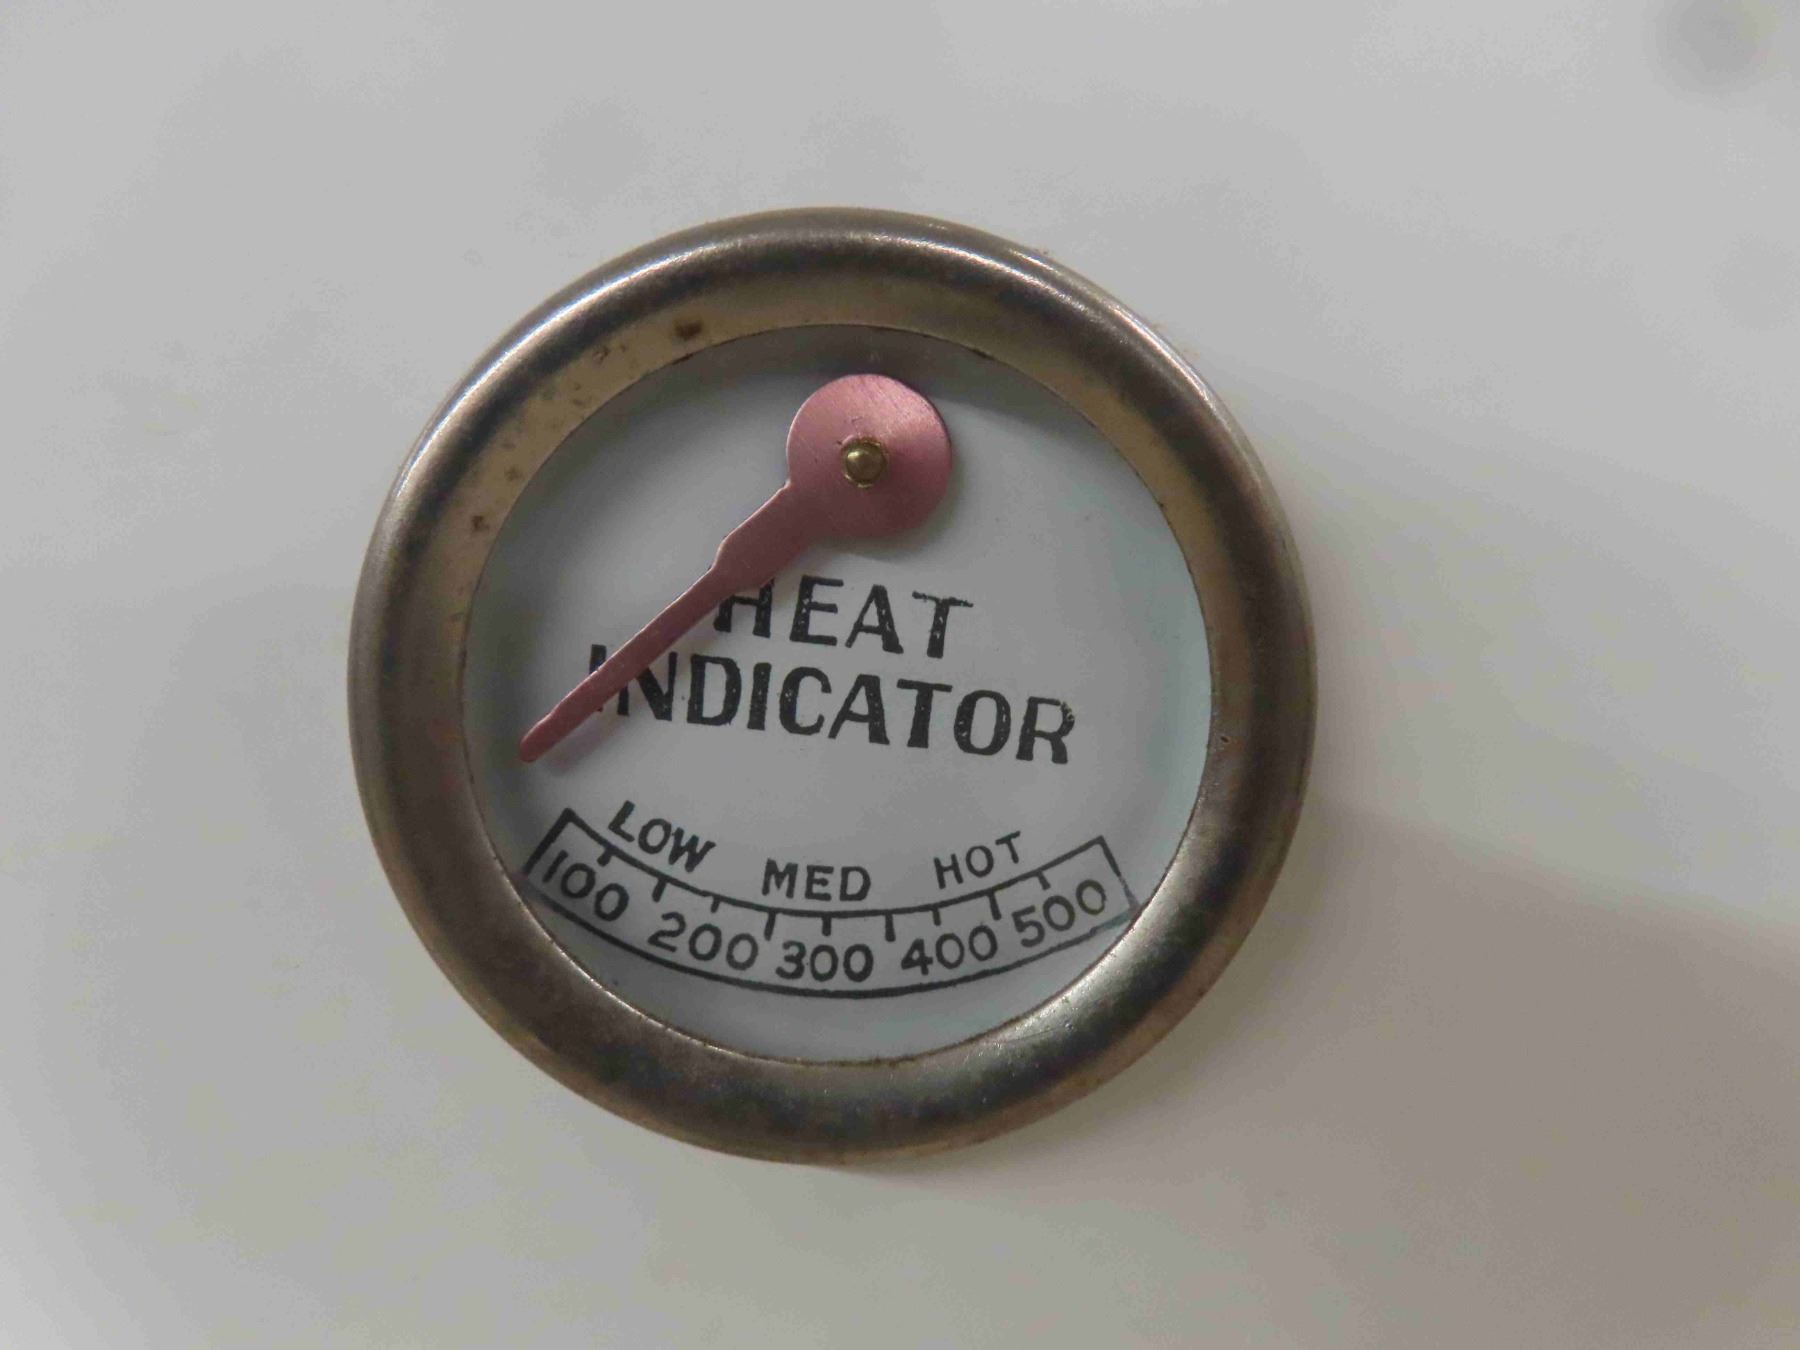 HEAT
INDICATOR
LOW MED HOT
100 200 300 400 500